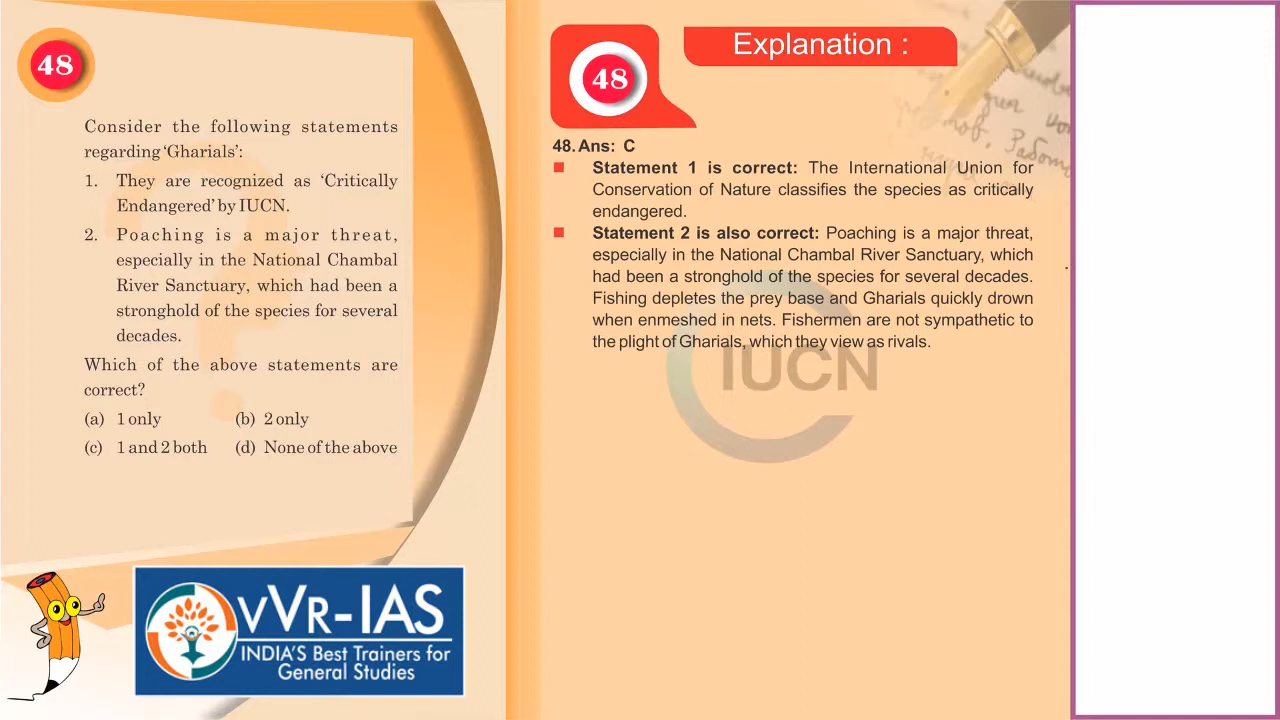 48
Consider the following statements
regarding ‘Gharials’:
1. They are recognized as ‘Critically
Endangered’ by IUCN.
2. Poaching is a major threat,
especially in the National Chambal
River Sanctuary, which had been a
stronghold of the species for several
decades.
Which of the above statements are
correct?
(a) 1 only (b) 2 only
(c) 1 and 2 both (d) None of the above
vVR-IAS
INDIA'S Best Trainers for
General Studies
Explanation :
48
48. Ans: C
Statement 1 is correct: The International Union for
Conservation of Nature classifies the species as critically
endangered.
Statement 2 is also correct: Poaching is a major threat,
especially in the National Chambal River Sanctuary, which
had been a stronghold of the species for several decades.
Fishing depletes the prey base and Gharials quickly drown
when enmeshed in nets. Fishermen are not sympathetic to
the plight of Gharials, which they view as rivals.
IUCN